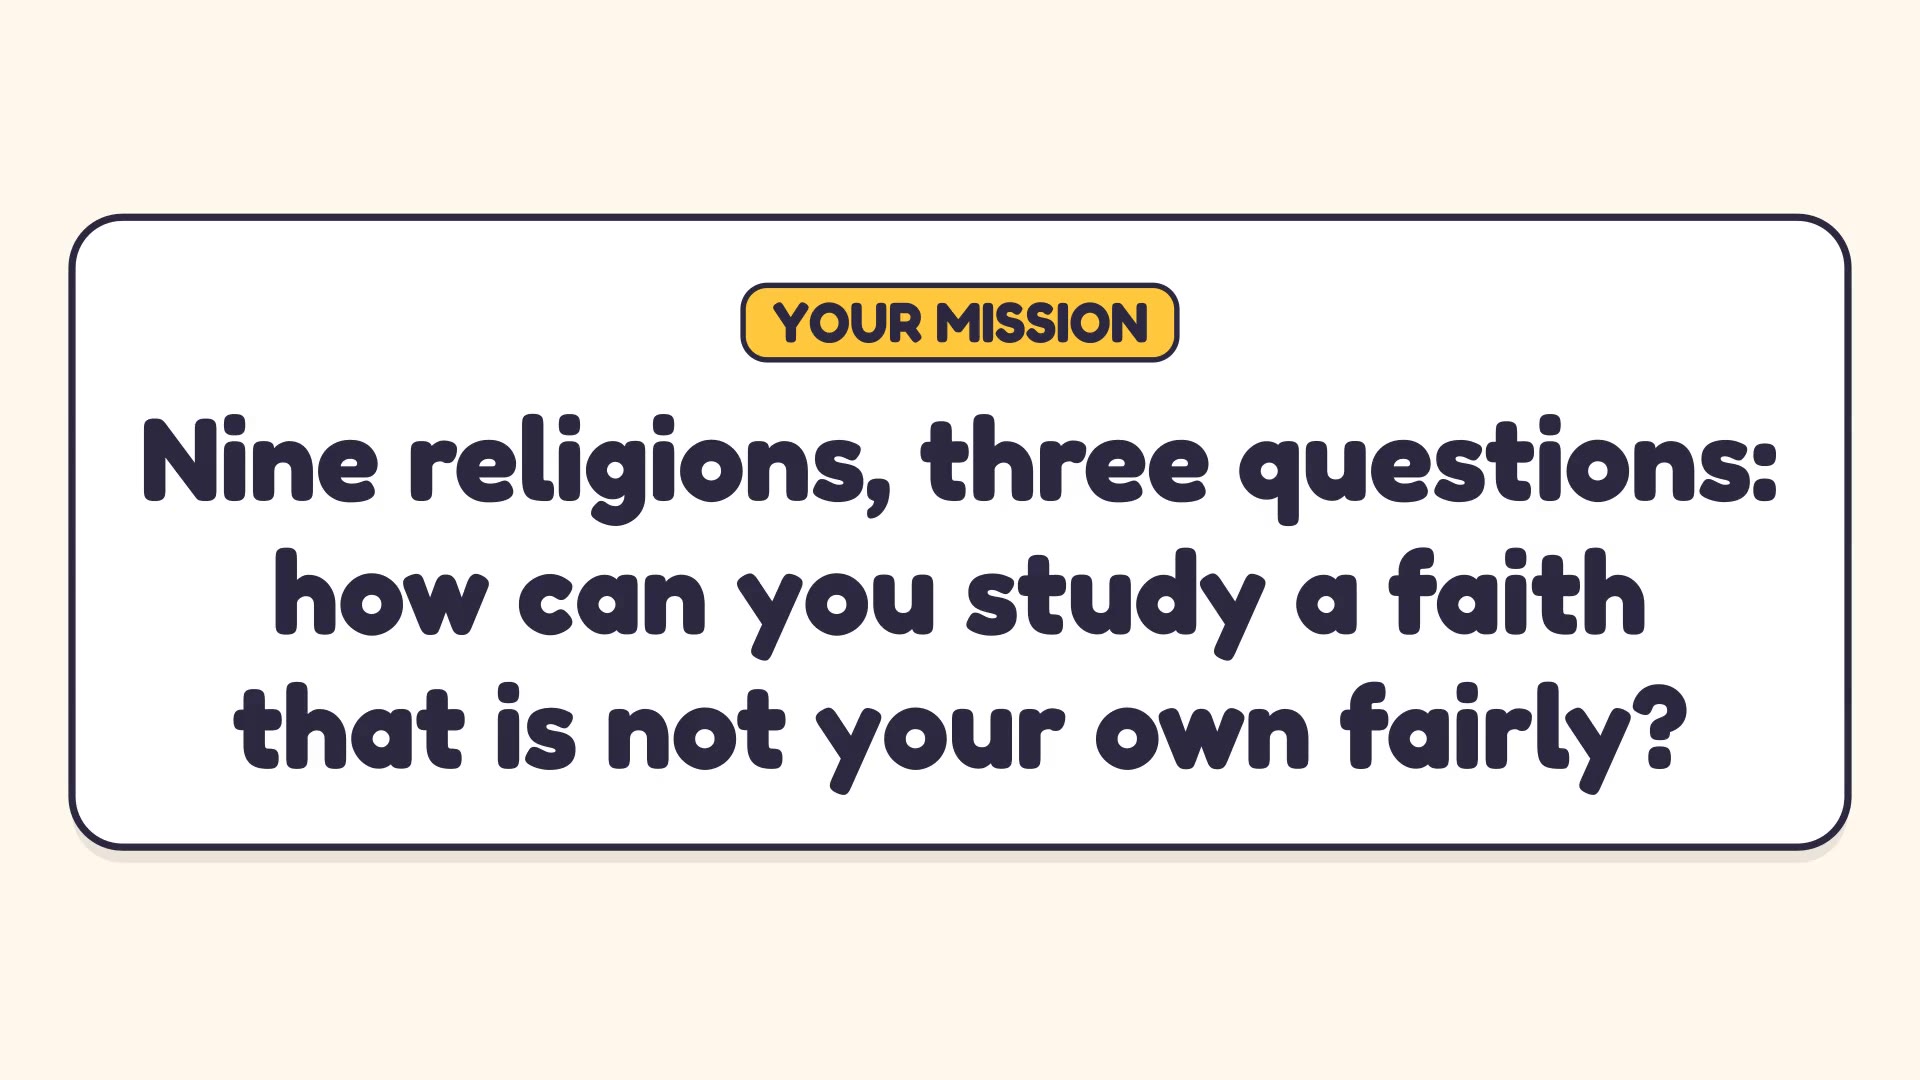 YOUR MISSION
Nine religions, three questions:
how can you study a faith
that is not your own fairly?